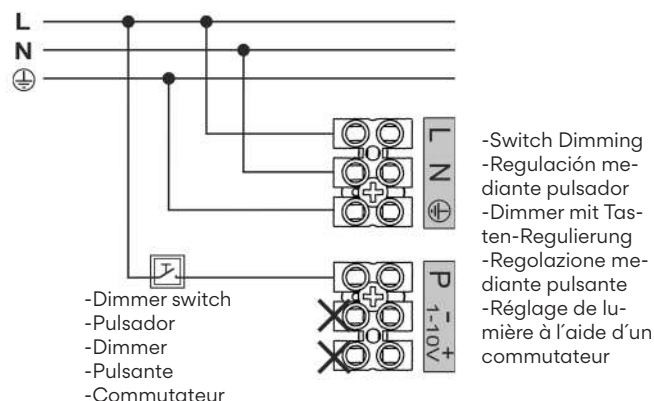 L
N
L
N
-Switch Dimming
-Regulación me-
diante pulsador
-Dimmer mit Tas-
ten-Regulierung
-Regolazione me-
diante pulsante
-Réglage de lu-
mière à l´aide d´un
commutateur
P - +
1-10V
-Dimmer switch
-Pulsador
-Dimmer
-Pulsante
-Commutateur